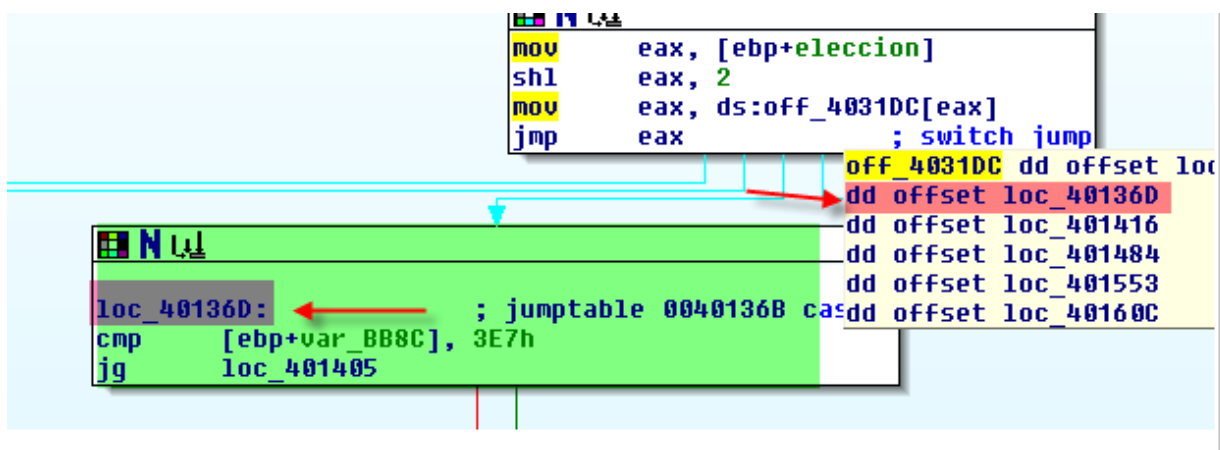 N
mov eax, [ebp+eleccion]
shl eax, 2
mov eax, ds:off_4031DC[eax]
jmp eax ; switch jump
off_4031DC dd offset loc
dd offset loc_40136D
dd offset loc_401416
dd offset loc_401484
dd offset loc_401553
dd offset loc_40160C
N
loc_40136D: ; jumptable 0040136B cas
cmp [ebp+var_BB8C], 3E7h
jg loc_401405